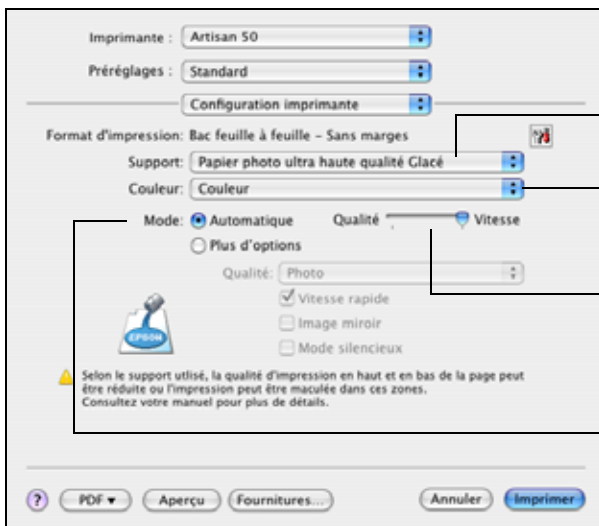 Imprimante : Artisan 50
Préréglages : Standard
Configuration imprimante
Format d'impression: Bac feuille à feuille – Sans marges
Support: Papier photo ultra haute qualité Glacé
Couleur: Couleur
Mode: Automatique Qualité Vitesse
Plus d'options
Qualité: Photo
Vitesse rapide
Image miroir
Mode silencieux
EPSON
Selon le support utlisé, la qualité d'impression en haut et en bas de la page peut
être réduite ou l'impression peut être maculée dans ces zones.
Consultez votre manuel pour plus de détails.
? PDF ▼ Aperçu Fournitures... Annuler Imprimer